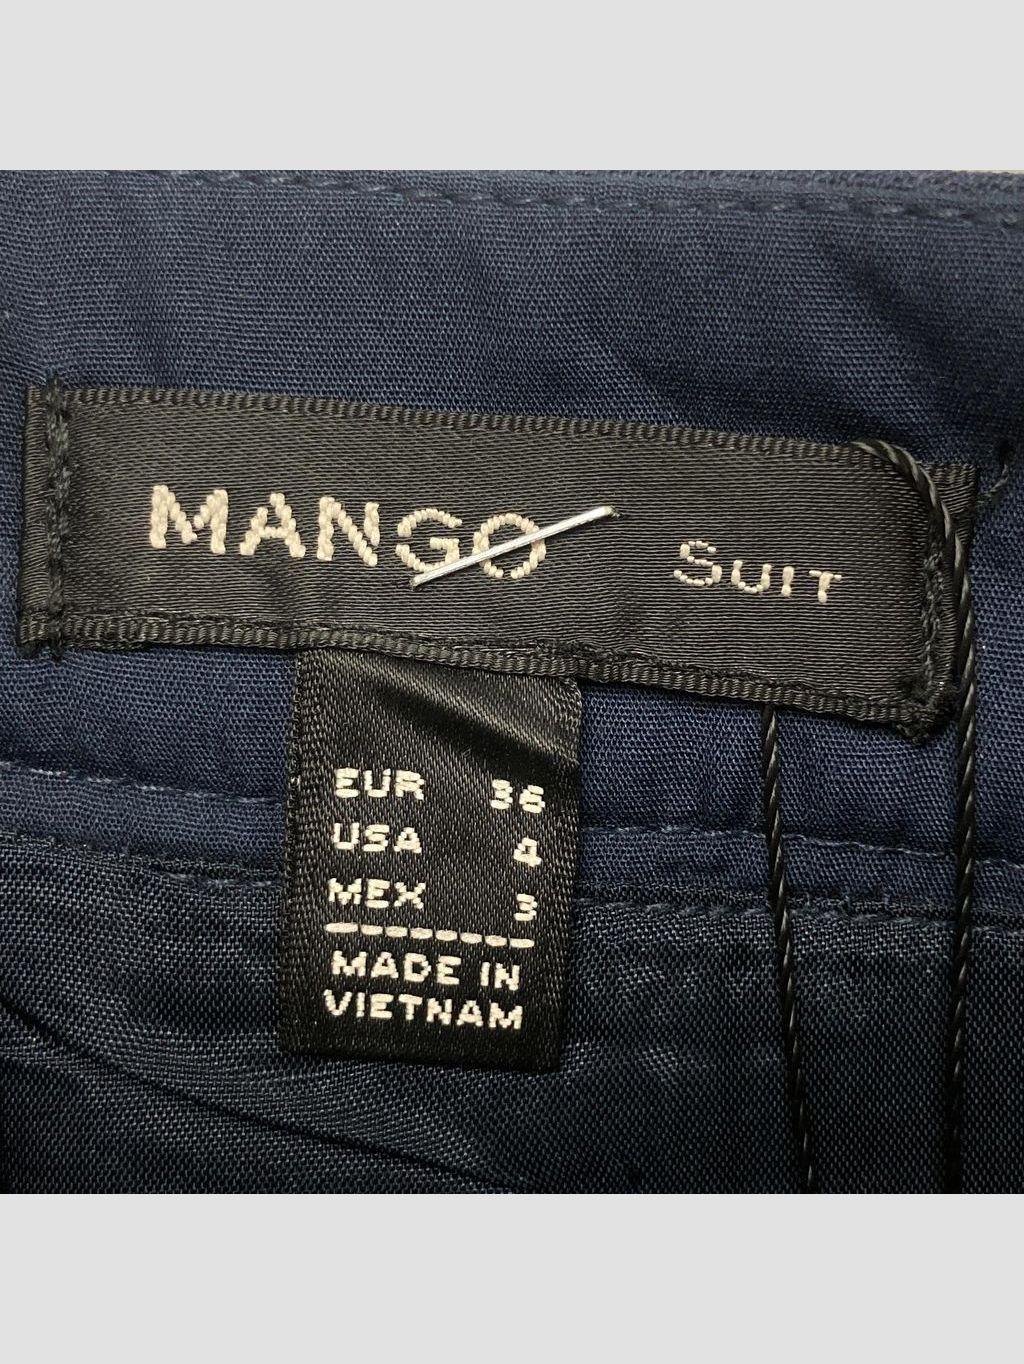 MANGO SUIT
EUR 36
USA 4
MEX 3
MADE IN
VIETNAM